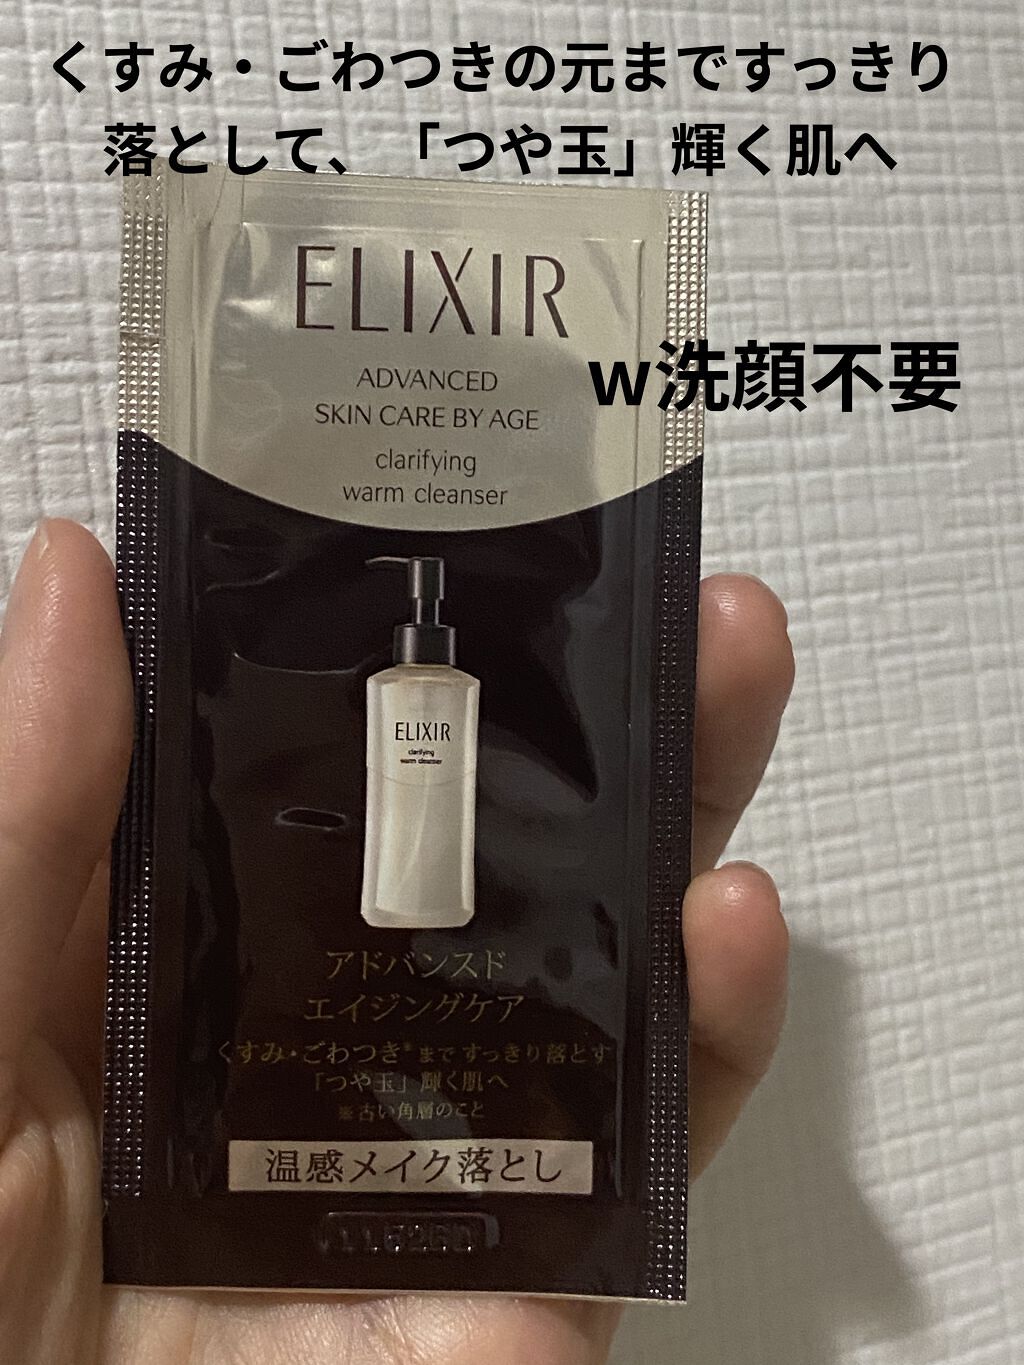 くすみ・ごわつきの元まですっきり
落として、「つや玉」輝く肌へ
ELIXIR
w洗顔不要
ADVANCED
SKIN CARE BY AGE
clarifying
warm cleanser
ELIXIR
clarifying
warm cleanser
アドバンスド
エイジングケア
くすみ・ごわつき※まですっきり落とす
「つや玉」輝く肌へ
※古い角層のこと
温感メイク落とし